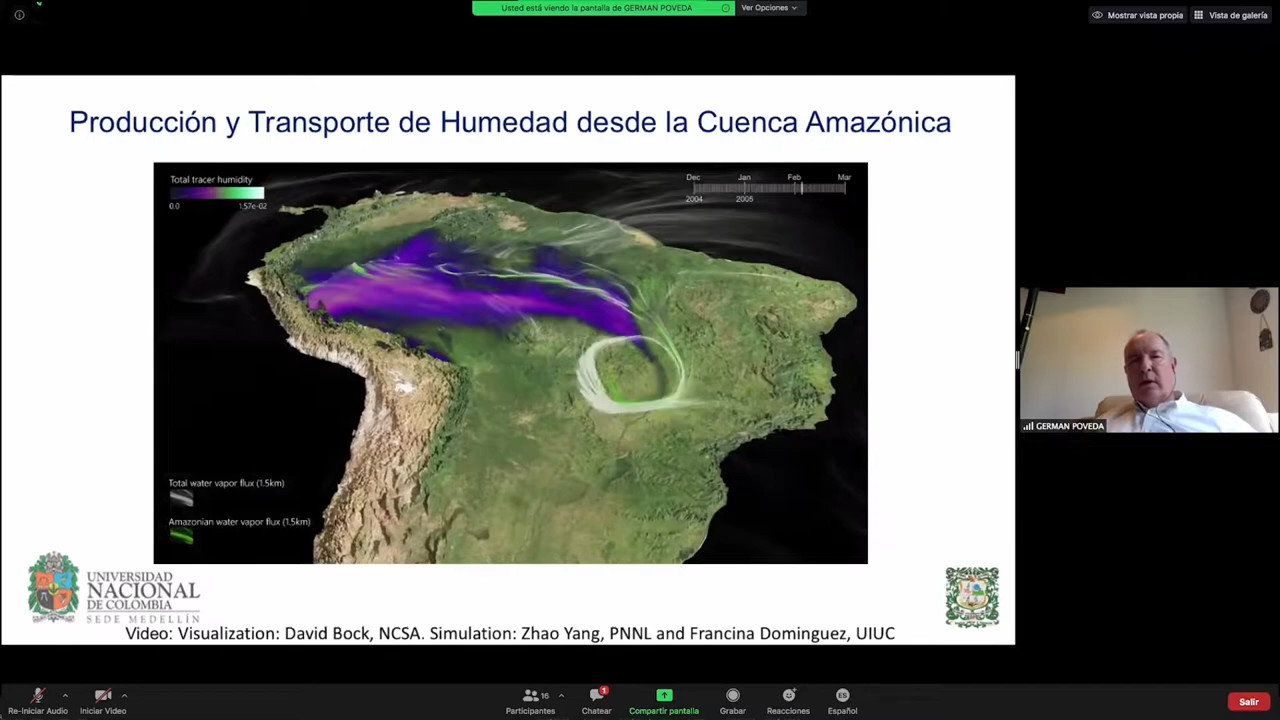 Usted está viendo la pantalla de GERMAN POVEDA
Ver Opciones
Mostrar vista propia
Vista de galería
Producción y Transporte de Humedad desde la Cuenca Amazónica
Total tracer humidity
0.0
1.57e-02
Dec
Jan
Feb
Mar
2004
2005
Total water vapor flux (1.5km)
Amazonian water vapor flux (1.5km)
GERMAN POVEDA
UNIVERSIDAD
NACIONAL
DE COLOMBIA
SEDE MEDELLÍN
Video: Visualization: David Bock, NCSA. Simulation: Zhao Yang, PNNL and Francina Dominguez, UIUC
16
1
ES
Re-Iniciar Audio
Iniciar Video
Participantes
Chatear
Compartir pantalla
Grabar
Reacciones
Español
Salir